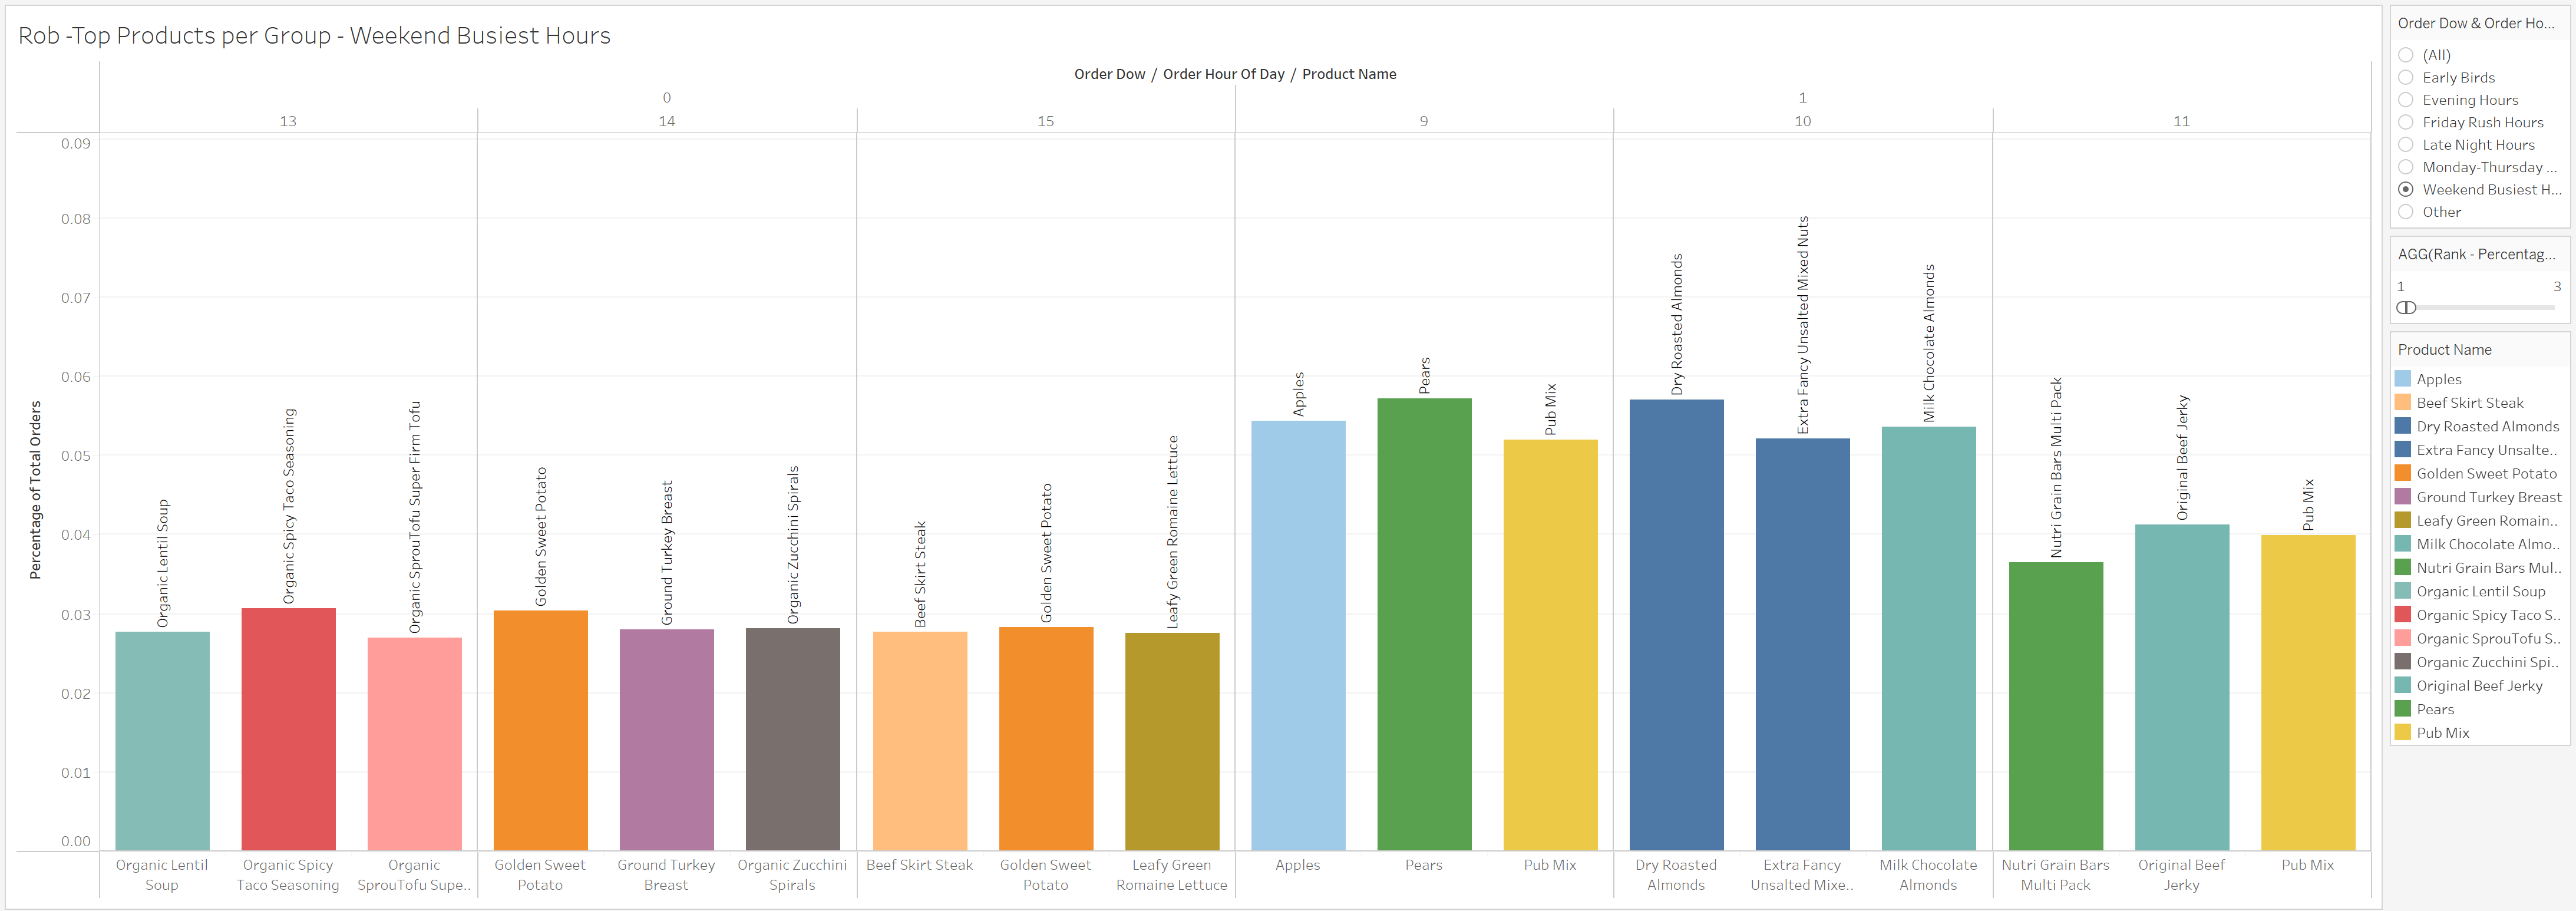 Rob -Top Products per Group - Weekend Busiest Hours
Order Dow / Order Hour Of Day / Product Name
0
1
13
14
15
9
10
11
Percentage of Total Orders
0.09
0.08
0.07
0.06
0.05
0.04
0.03
0.02
0.01
0.00
Organic Lentil Soup
Organic Spicy Taco Seasoning
Organic SprouTofu Super Firm Tofu
Golden Sweet Potato
Ground Turkey Breast
Organic Zucchini Spirals
Beef Skirt Steak
Golden Sweet Potato
Leafy Green Romaine Lettuce
Apples
Pears
Pub Mix
Dry Roasted Almonds
Extra Fancy Unsalted Mixed Nuts
Milk Chocolate Almonds
Nutri Grain Bars Multi Pack
Original Beef Jerky
Pub Mix
Organic Lentil
Soup
Organic Spicy
Taco Seasoning
Organic
SprouTofu Supe..
Golden Sweet
Potato
Ground Turkey
Breast
Organic Zucchini
Spirals
Beef Skirt Steak
Golden Sweet
Potato
Leafy Green
Romaine Lettuce
Apples
Pears
Pub Mix
Dry Roasted
Almonds
Extra Fancy
Unsalted Mixe..
Milk Chocolate
Almonds
Nutri Grain Bars
Multi Pack
Original Beef
Jerky
Pub Mix
Order Dow & Order Ho...
(All)
Early Birds
Evening Hours
Friday Rush Hours
Late Night Hours
Monday-Thursday ...
Weekend Busiest H...
Other
AGG(Rank - Percentag...
1
3
Product Name
Apples
Beef Skirt Steak
Dry Roasted Almonds
Extra Fancy Unsalte..
Golden Sweet Potato
Ground Turkey Breast
Leafy Green Romain..
Milk Chocolate Almo..
Nutri Grain Bars Mul..
Organic Lentil Soup
Organic Spicy Taco S..
Organic SprouTofu S..
Organic Zucchini Spi..
Original Beef Jerky
Pears
Pub Mix